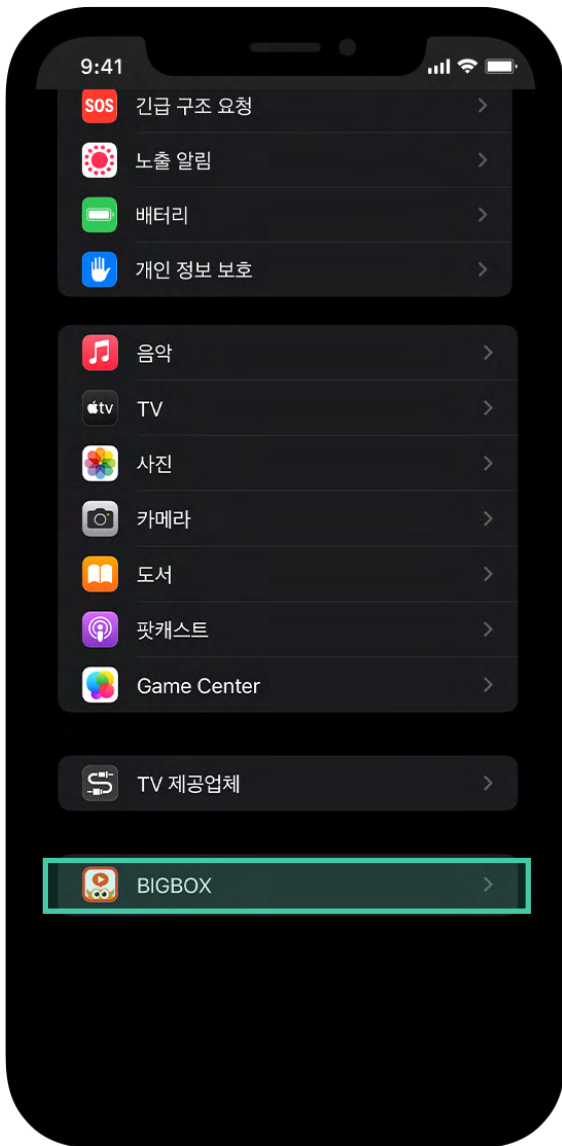 9:41
SOS 긴급 구조 요청
노출 알림
배터리
개인 정보 보호
음악
tv TV
사진
카메라
도서
팟캐스트
Game Center
TV 제공업체
BIGBOX